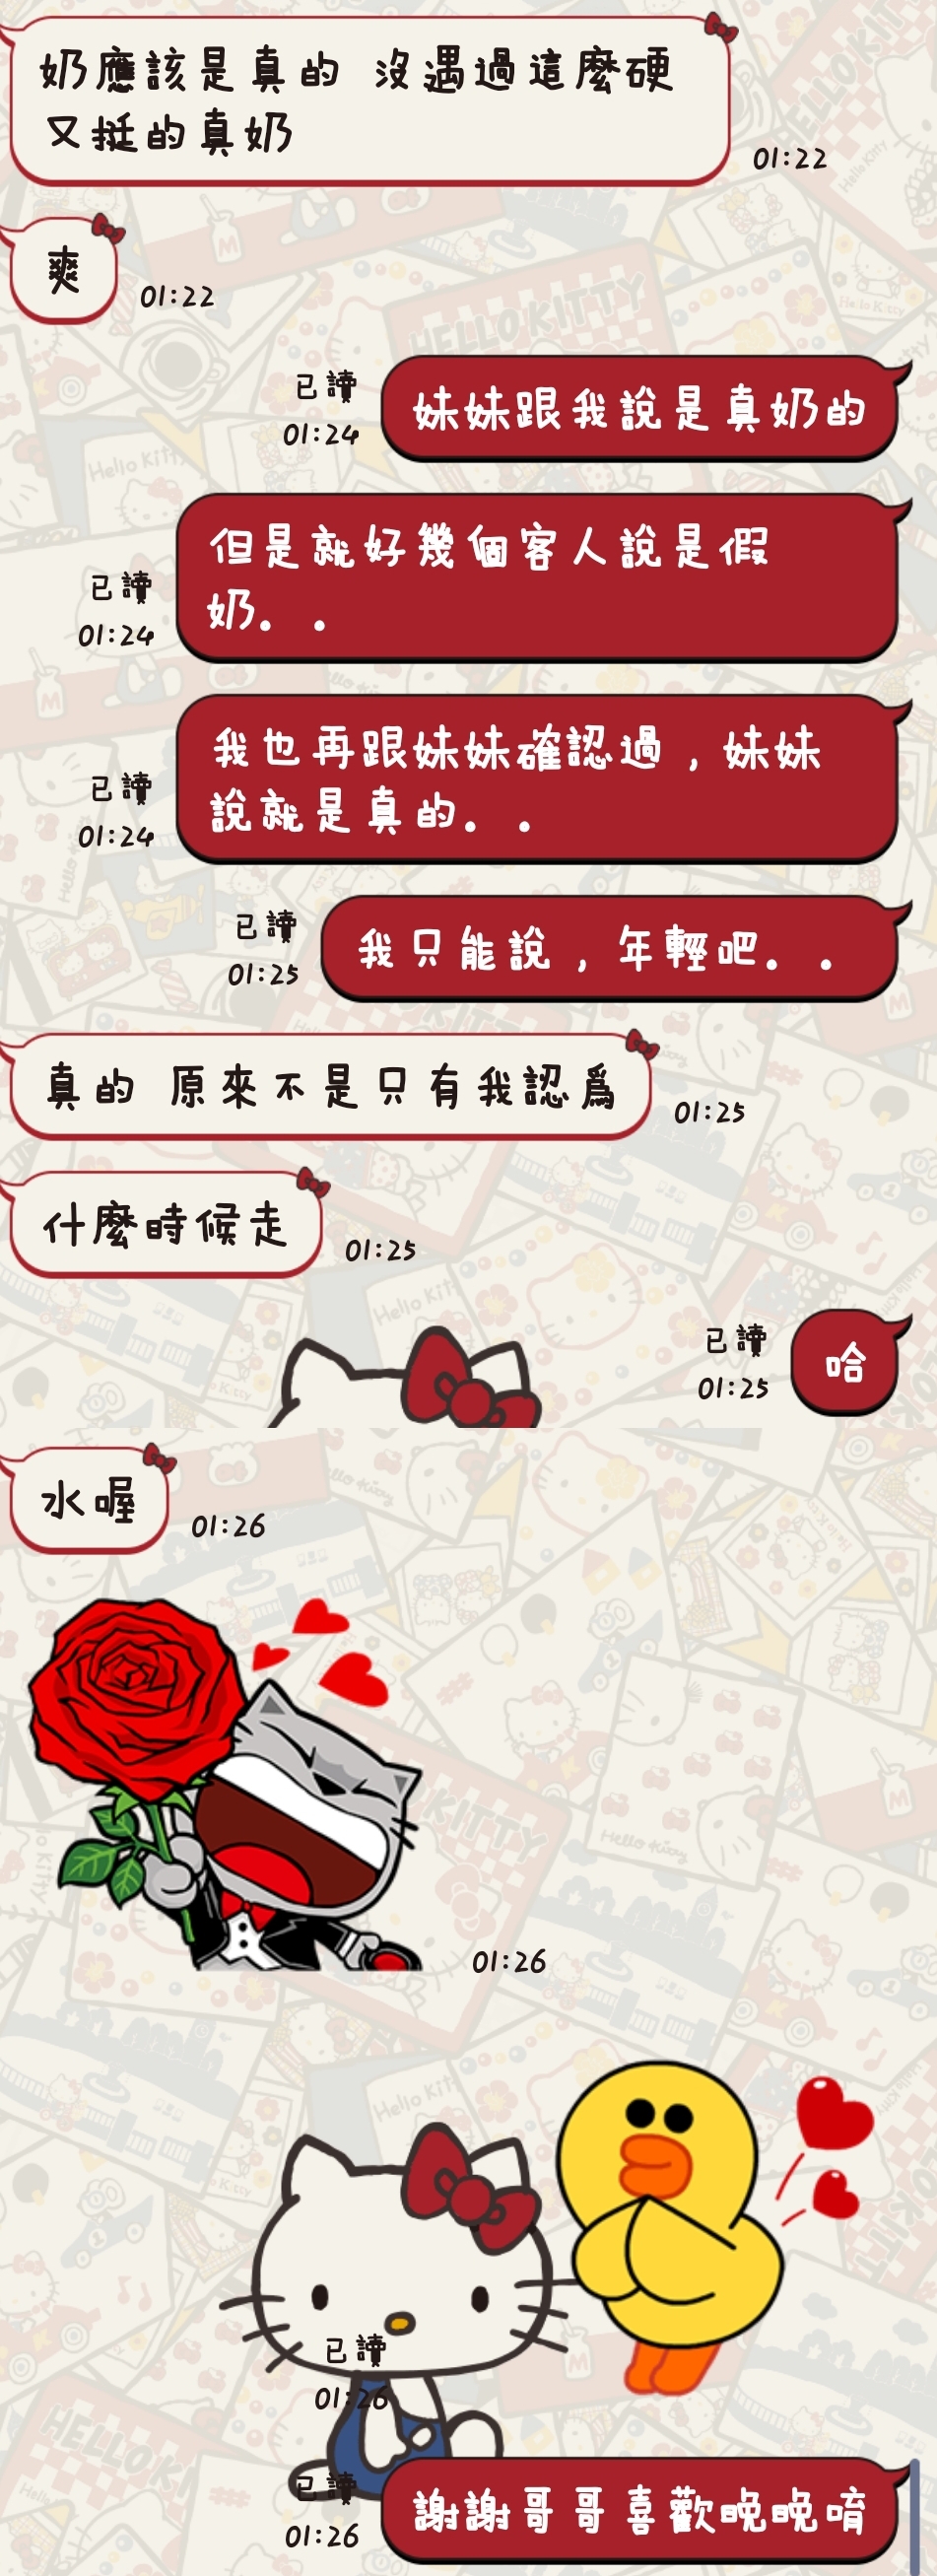 奶應該是真的 沒遇過這麼硬
又挺的真奶
01:22
爽
01:22
已讀
01:24
妹妹跟我說是真奶的
已讀
01:24
但是就好幾個客人說是假
奶。。
已讀
01:24
我也再跟妹妹確認過，妹妹
說就是真的。。
已讀
01:25
我只能說，年輕吧。。
真的 原來不是只有我認為
01:25
什麼時候走
01:25
已讀
01:25
哈
水喔
01:26
01:26
已讀
01:26
已讀
01:26
謝謝哥哥喜歡晚晚唷